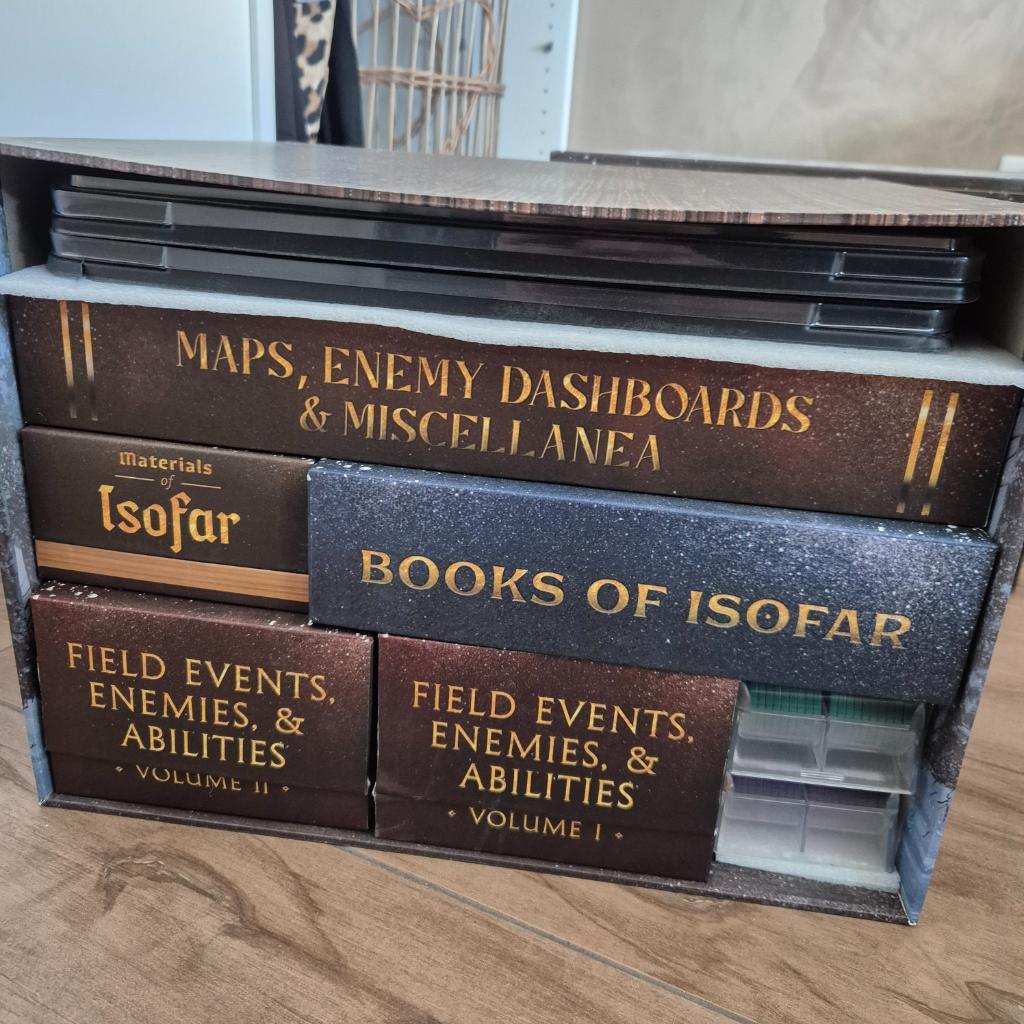 MAPS, ENEMY DASHBOARDS
& MISCELLANEA
Materials
of
Isofar
BOOKS OF ISOFAR
FIELD EVENTS,
ENEMIES, &
ABILITIES
VOLUME II
FIELD EVENTS,
ENEMIES, &
ABILITIES
VOLUME I